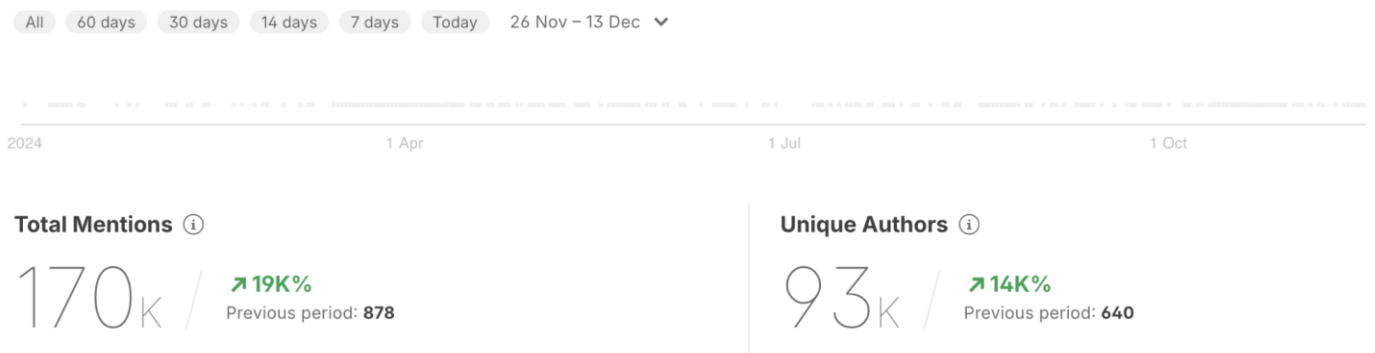 All 60 days 30 days 14 days 7 days Today 26 Nov – 13 Dec
2024 1 Apr 1 Jul 1 Oct
Total Mentions
170K
19K%
Previous period: 878
Unique Authors
93K
14K%
Previous period: 640